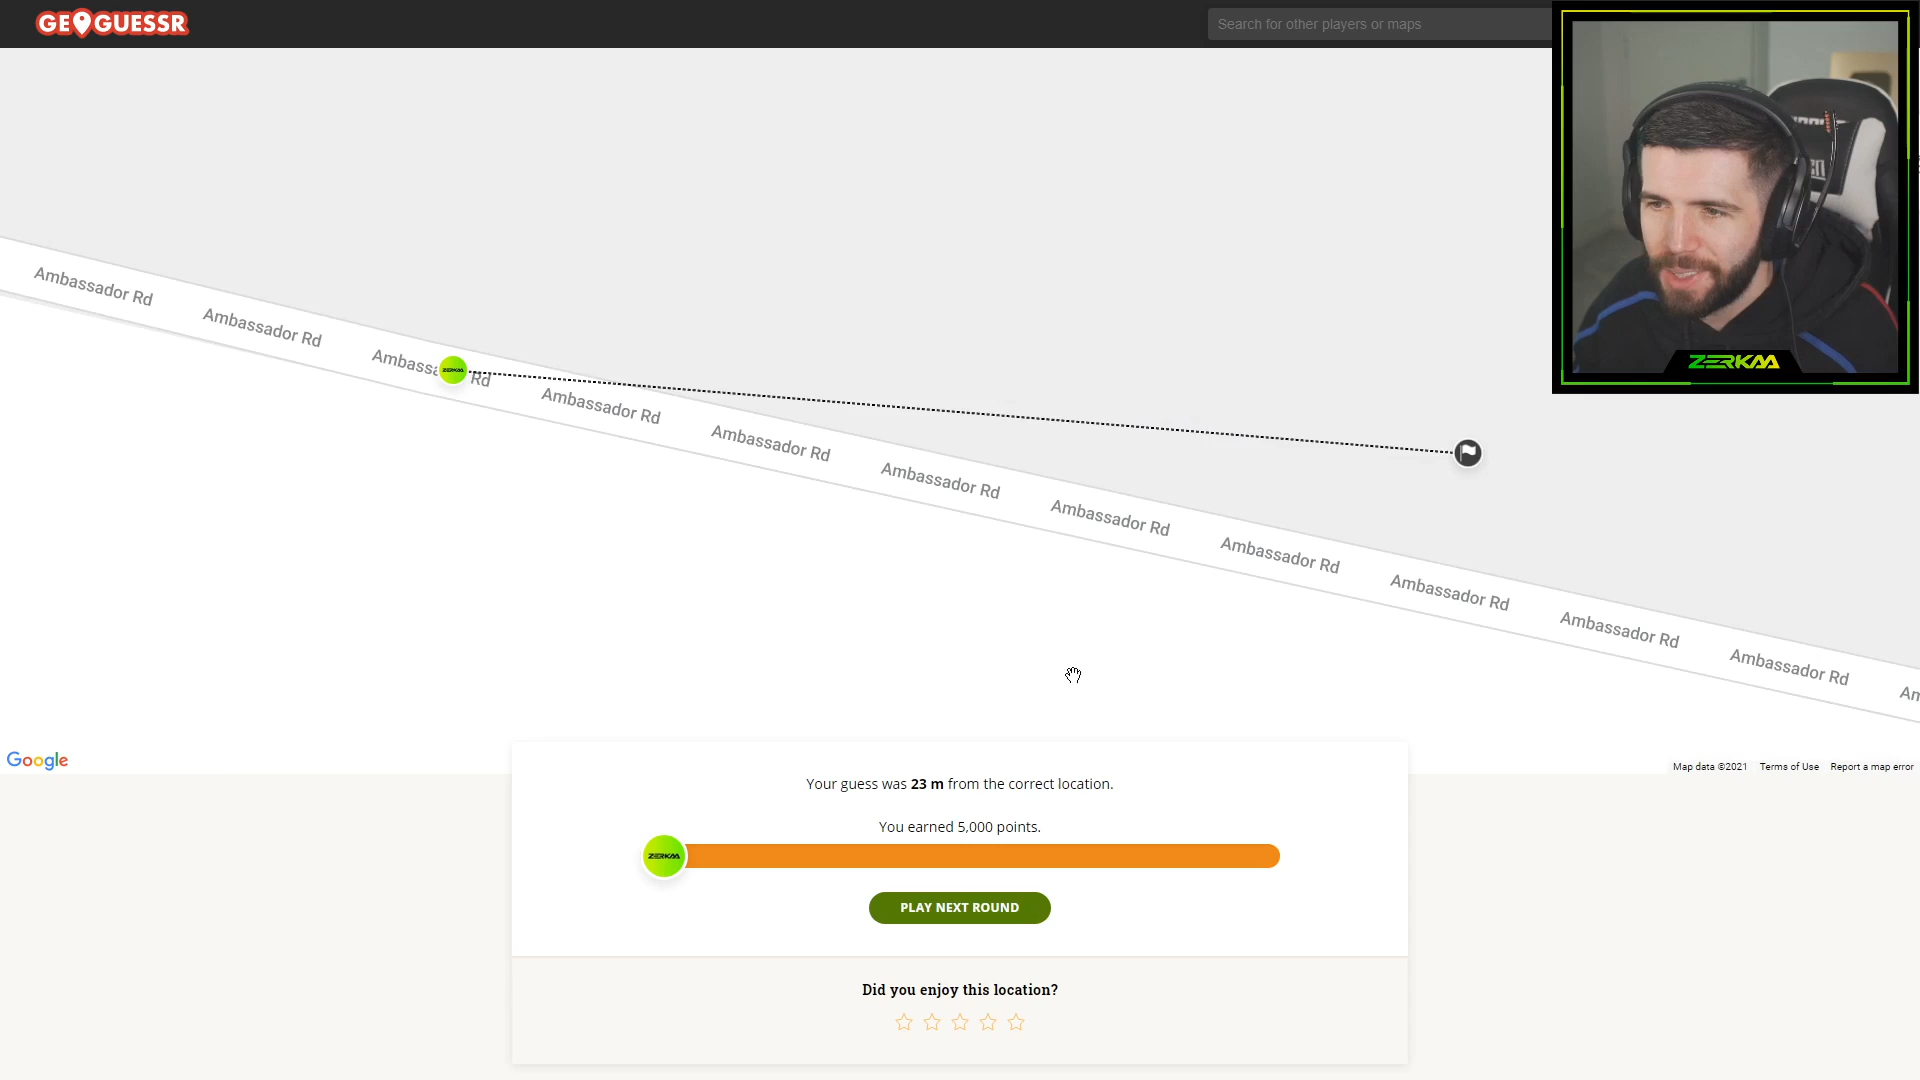 GEOGUESSR
Search for other players or maps
Ambassador Rd
Ambassador Rd
Ambassa Rd
Ambassador Rd
Ambassador Rd
Ambassador Rd
Ambassador Rd
Ambassador Rd
Ambassador Rd
Ambassador Rd
Ambassador Rd
Am
ZERKAA
ZERKAA
Google
Map data ©2021 Terms of Use Report a map error
Your guess was 23 m from the correct location.
You earned 5,000 points.
ZERKAA
PLAY NEXT ROUND
Did you enjoy this location?